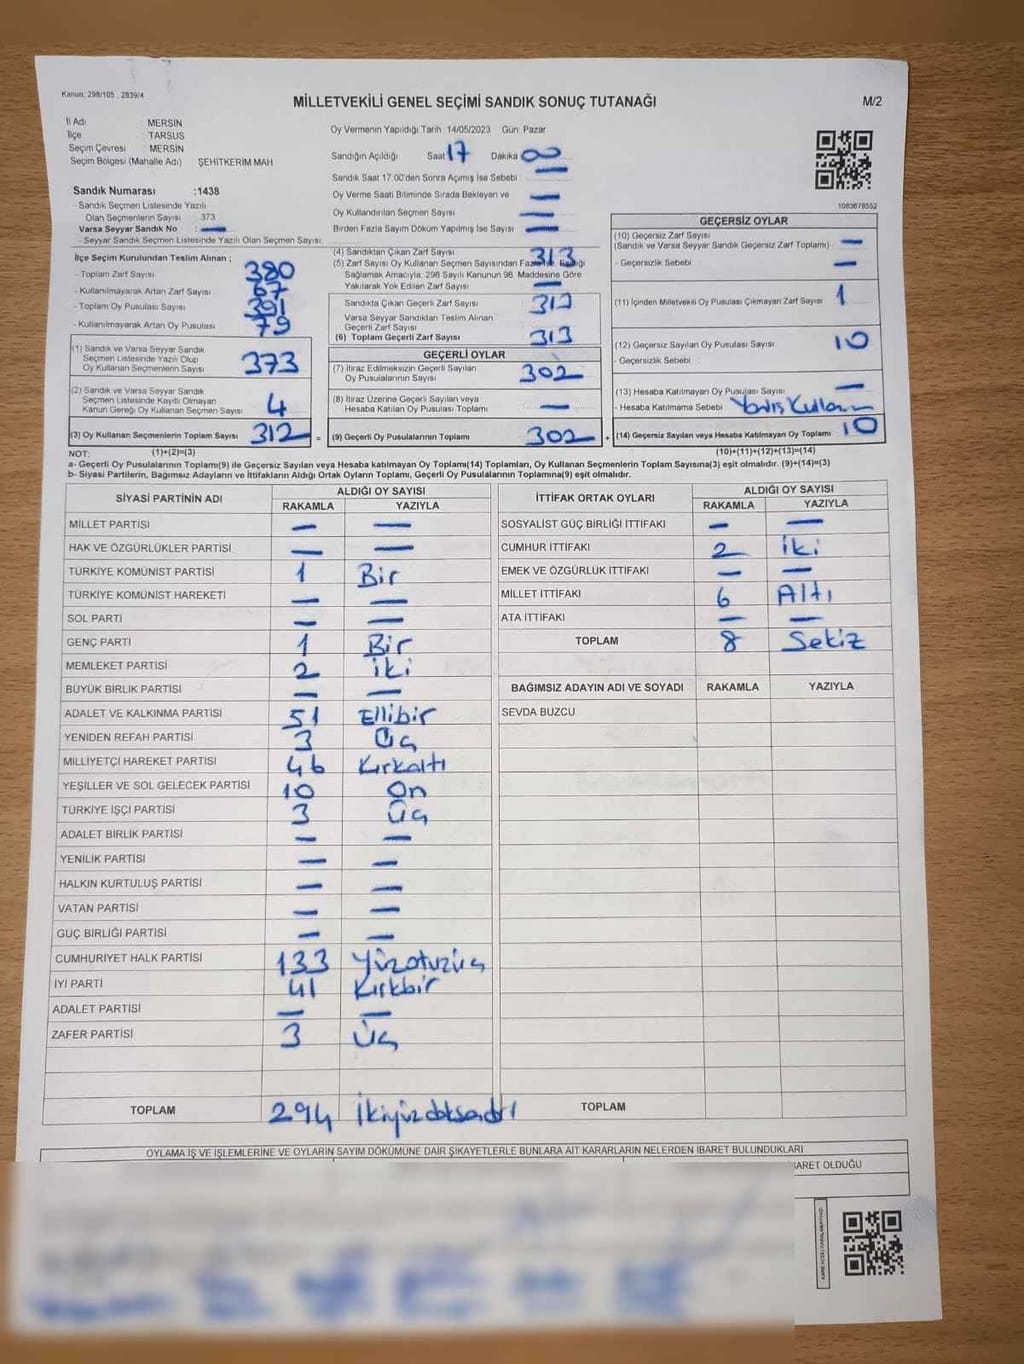 Kanun: 298/105 , 2839/4
MİLLETVEKİLİ GENEL SEÇİMİ SANDIK SONUÇ TUTANAĞI
M/2
İl Adı : MERSİN
İlçe : TARSUS
Seçim Çevresi : MERSİN
Seçim Bölgesi (Mahalle Adı) : ŞEHİTKERİM MAH
Sandık Numarası :1438
- Sandık Seçmen Listesinde Yazılı
Olan Seçmenlerin Sayısı 373
Varsa Seyyar Sandık No : —
- Seyyar Sandık Seçmen Listesinde Yazılı Olan Seçmen Sayısı:
İlçe Seçim Kurulundan Teslim Alınan ;
- Toplam Zarf Sayısı 380
- Kullanılmayarak Artan Zarf Sayısı 67
- Toplam Oy Pusulası Sayısı 391
- Kullanılmayarak Artan Oy Pusulası 79
(1) Sandık ve Varsa Seyyar Sandık
Seçmen Listesinde Yazılı Olup
Oy Kullanan Seçmenlerin Sayısı 373
(2) Sandık ve Varsa Seyyar Sandık
Seçmen Listesinde Kayıtlı Olmayan
Kanun Gereği Oy Kullanan Seçmen Sayısı 4
(3) Oy Kullanan Seçmenlerin Toplam Sayısı 312 =
Oy Vermenin Yapıldığı Tarih : 14/05/2023 Gün: Pazar
Sandığın Açıldığı Saat 17 Dakika 00
Sandık Saat 17.00'den Sonra Açımış İse Sebebi : —
Oy Verme Saati Bitiminde Sırada Bekleyen ve —
Oy Kullandırılan Seçmen Sayısı —
Birden Fazla Sayım Döküm Yapılmış İse Sayısı —
(4) Sandıktan Çıkan Zarf Sayısı 313
(5) Zarf Sayısı Oy Kullanan Seçmen Sayısından Fazla İse, Eşitliği
Sağlamak Amacıyla; 298 Sayılı Kanunun 98. Maddesine Göre
Yakılarak Yok Edilen Zarf Sayısı —
Sandıkta Çıkan Geçerli Zarf Sayısı 313
Varsa Seyyar Sandıktan Teslim Alınan
Geçerli Zarf Sayısı
(6) Toplam Geçerli Zarf Sayısı 313
GEÇERLİ OYLAR
(7) İtiraz Edilmeksizin Geçerli Sayılan
Oy Pusulalarının Sayısı 302
(8) İtiraz Üzerine Geçerli Sayılan veya
Hesaba Katılan Oy Pusulası Toplamı —
(9) Geçerli Oy Pusulalarının Toplamı 302 +
1083678552
GEÇERSİZ OYLAR
(10) Geçersiz Zarf Sayısı —
(Sandık ve Varsa Seyyar Sandık Geçersiz Zarf Toplamı)
- Geçersizlik Sebebi —
(11) İçinden Milletvekili Oy Pusulası Çıkmayan Zarf Sayısı 1
(12) Geçersiz Sayılan Oy Pusulası Sayısı 10
- Geçersizlik Sebebi
(13) Hesaba Katılmayan Oy Pusulası Sayısı —
- Hesaba Katılmama Sebebi Yanlış Kullanım
(14) Geçersiz Sayılan veya Hesaba Katılmayan Oy Toplamı 10
NOT: (1)+(2)=(3) (10)+(11)+(12)+(13)=(14)
a- Geçerli Oy Pusulalarının Toplamı(9) ile Geçersiz Sayılan veya Hesaba katılmayan Oy Toplamı(14) Toplamları, Oy Kullanan Seçmenlerin Toplam Sayısına(3) eşit olmalıdır. (9)+(14)=(3)
b- Siyasi Partilerin, Bağımsız Adayların ve İttifakların Aldığı Ortak Oyların Toplamı, Geçerli Oy Pusulalarının Toplamına(9) eşit olmalıdır.
SİYASİ PARTİNİN ADI ALDIĞI OY SAYISI
RAKAMLA YAZIYLA
MİLLET PARTİSİ — —
HAK VE ÖZGÜRLÜKLER PARTİSİ — —
TÜRKİYE KOMÜNİST PARTİSİ 1 Bir
TÜRKİYE KOMÜNİST HAREKETİ — —
SOL PARTİ — —
GENÇ PARTİ 1 Bir
MEMLEKET PARTİSİ 2 iki
BÜYÜK BİRLİK PARTİSİ — —
ADALET VE KALKINMA PARTİSİ 51 Ellibir
YENİDEN REFAH PARTİSİ 3 Üç
MİLLİYETÇİ HAREKET PARTİSİ 46 Kırkaltı
YEŞİLLER VE SOL GELECEK PARTİSİ 10 On
TÜRKİYE İŞÇİ PARTİSİ 3 Üç
ADALET BİRLİK PARTİSİ — —
YENİLİK PARTİSİ — —
HALKIN KURTULUŞ PARTİSİ — —
VATAN PARTİSİ — —
GÜÇ BİRLİĞİ PARTİSİ — —
CUMHURİYET HALK PARTİSİ 133 Yüzotuzüç
İYİ PARTİ 41 Kırkbir
ADALET PARTİSİ — —
ZAFER PARTİSİ 3 Üç
TOPLAM 294 İkiyüzdoksandört
İTTİFAK ORTAK OYLARI ALDIĞI OY SAYISI
RAKAMLA YAZIYLA
SOSYALİST GÜÇ BİRLİĞİ İTTİFAKI — —
CUMHUR İTTİFAKI 2 iki
EMEK VE ÖZGÜRLÜK İTTİFAKI — —
MİLLET İTTİFAKI 6 Altı
ATA İTTİFAKI — —
TOPLAM 8 Sekiz
BAĞIMSIZ ADAYIN ADI VE SOYADI RAKAMLA YAZIYLA
SEVDA BUZCU
TOPLAM
OYLAMA İŞ VE İŞLEMLERİNE VE OYLARIN SAYIM DÖKÜMÜNE DAİR ŞİKAYETLERLE BUNLARA AİT KARARLARIN NELERDEN İBARET BULUNDUKLARI
BARET OLDUĞU